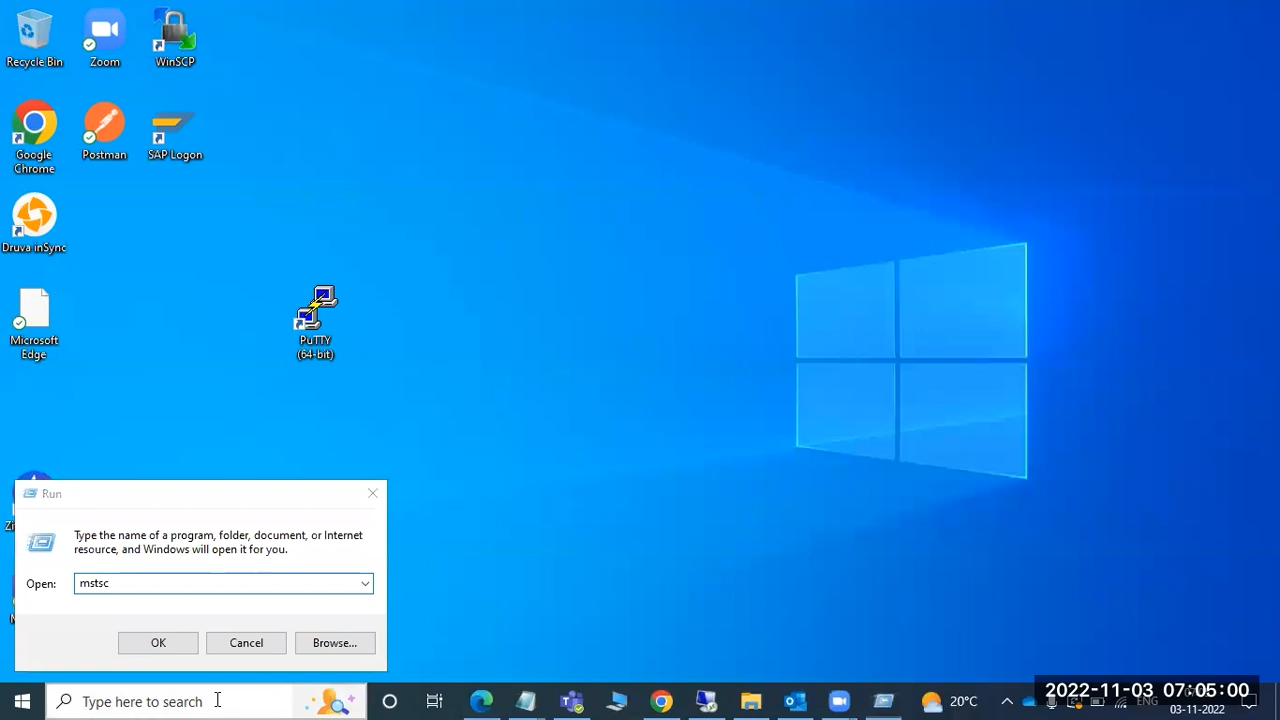 Recycle Bin
Zoom
WinSCP
Google
Chrome
Postman
SAP Logon
Druva inSync
Microsoft
Edge
PuTTY
(64-bit)
Run
Type the name of a program, folder, document, or Internet
resource, and Windows will open it for you.
Open:
mstsc
OK
Cancel
Browse...
Type here to search
20°C
ENG
2022-11-03 07:05:00
03-11-2022